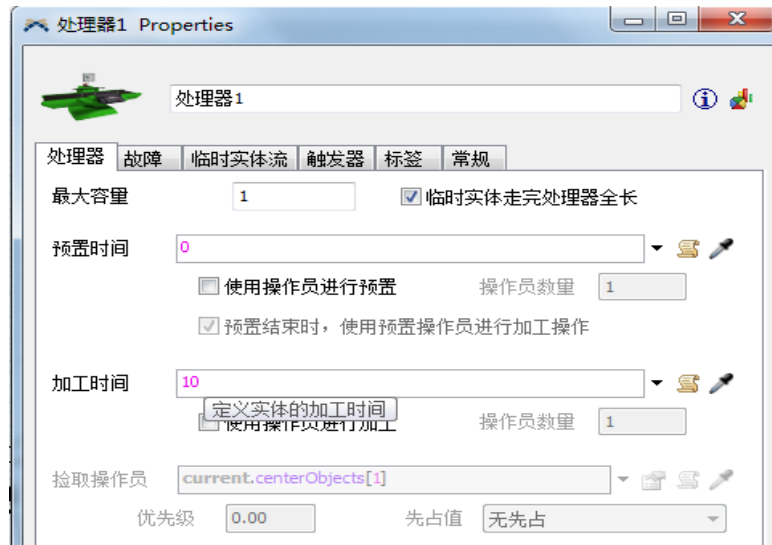 处理器1 Properties
处理器1
处理器 故障 临时实体流 触发器 标签 常规
最大容量 1 临时实体走完处理器全长
预置时间 0
使用操作员进行预置 操作员数量 1
预置结束时，使用预置操作员进行加工操作
加工时间 10
定义实体的加工时间
使用操作员进行加工 操作员数量 1
捡取操作员 current.centerObjects[1]
优先级 0.00 先占值 无先占